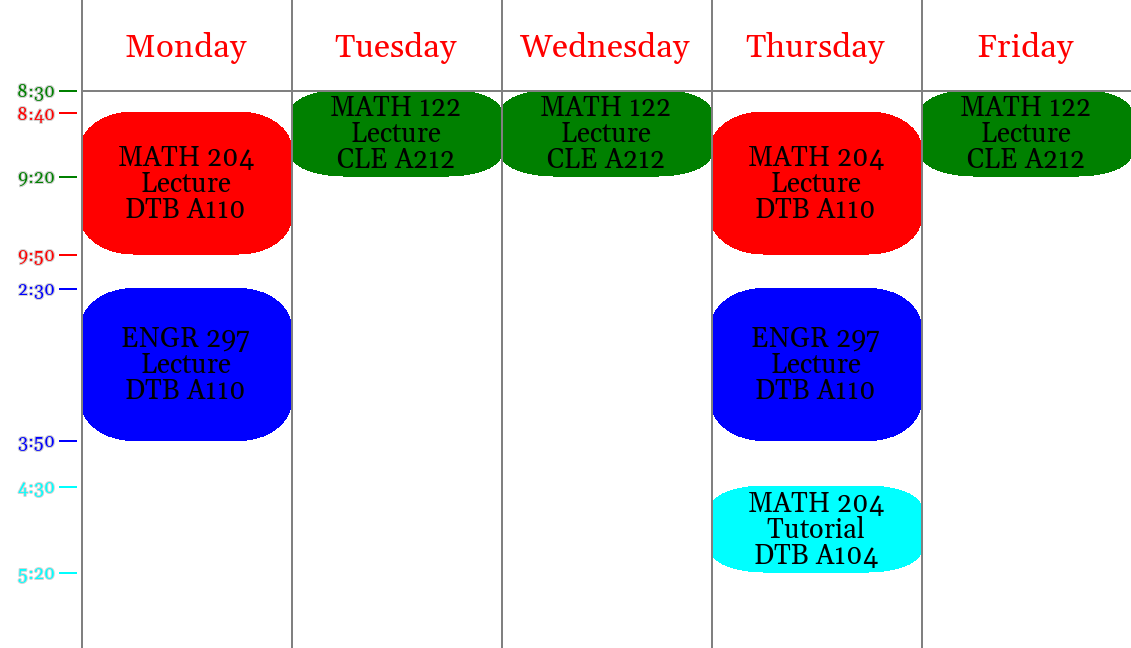 Monday Tuesday Wednesday Thursday Friday
8:30
8:40
9:20
9:50
2:30
3:50
4:30
5:20
MATH 204
Lecture
DTB A110
ENGR 297
Lecture
DTB A110
MATH 122
Lecture
CLE A212
MATH 122
Lecture
CLE A212
MATH 204
Lecture
DTB A110
ENGR 297
Lecture
DTB A110
MATH 204
Tutorial
DTB A104
MATH 122
Lecture
CLE A212